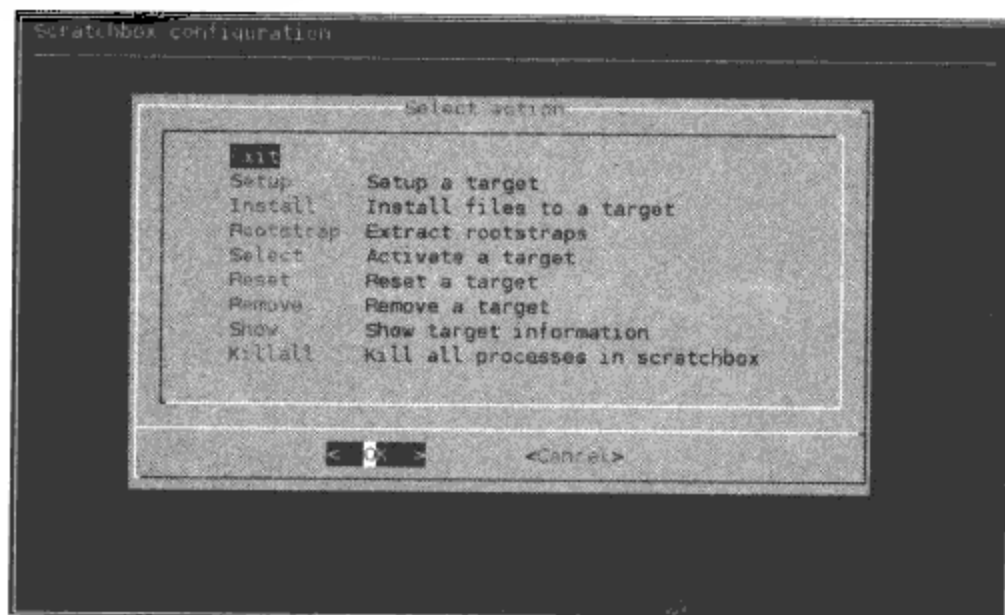 Scratchbox configuration
Select action
Exit
Setup Setup a target
Install Install files to a target
Rootstrap Extract rootstraps
Select Activate a target
Reset Reset a target
Remove Remove a target
Show Show target information
Killall Kill all processes in scratchbox
< OK > <Cancel>